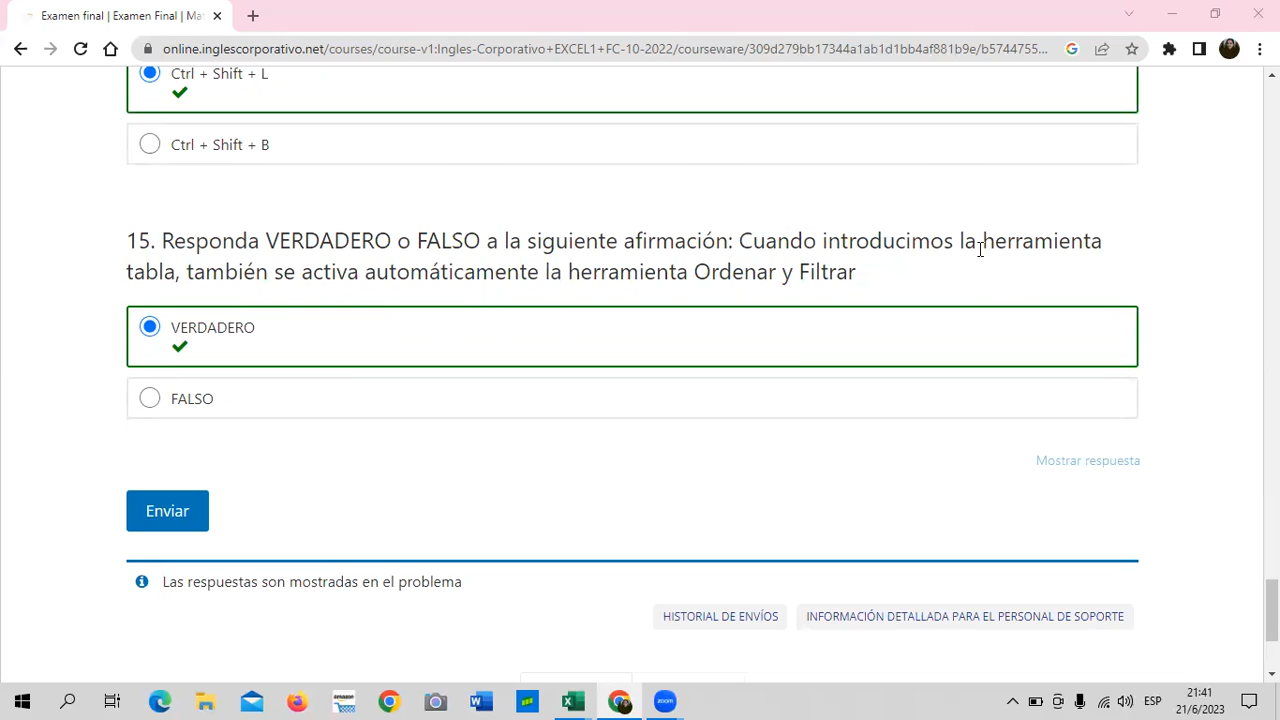 Examen final | Examen Final | Ma
online.inglescorporativo.net/courses/course-v1:Ingles-Corporativo+EXCEL1+FC-10-2022/courseware/309d279bb17344a1ab1d1bb4af881b9e/b5744755...
Ctrl + Shift + L
Ctrl + Shift + B
15. Responda VERDADERO o FALSO a la siguiente afirmación: Cuando introducimos la herramienta
tabla, también se activa automáticamente la herramienta Ordenar y Filtrar
VERDADERO
FALSO
Mostrar respuesta
Enviar
Las respuestas son mostradas en el problema
HISTORIAL DE ENVÍOS
INFORMACIÓN DETALLADA PARA EL PERSONAL DE SOPORTE
amazon
zoom
ESP
21:41
21/6/2023